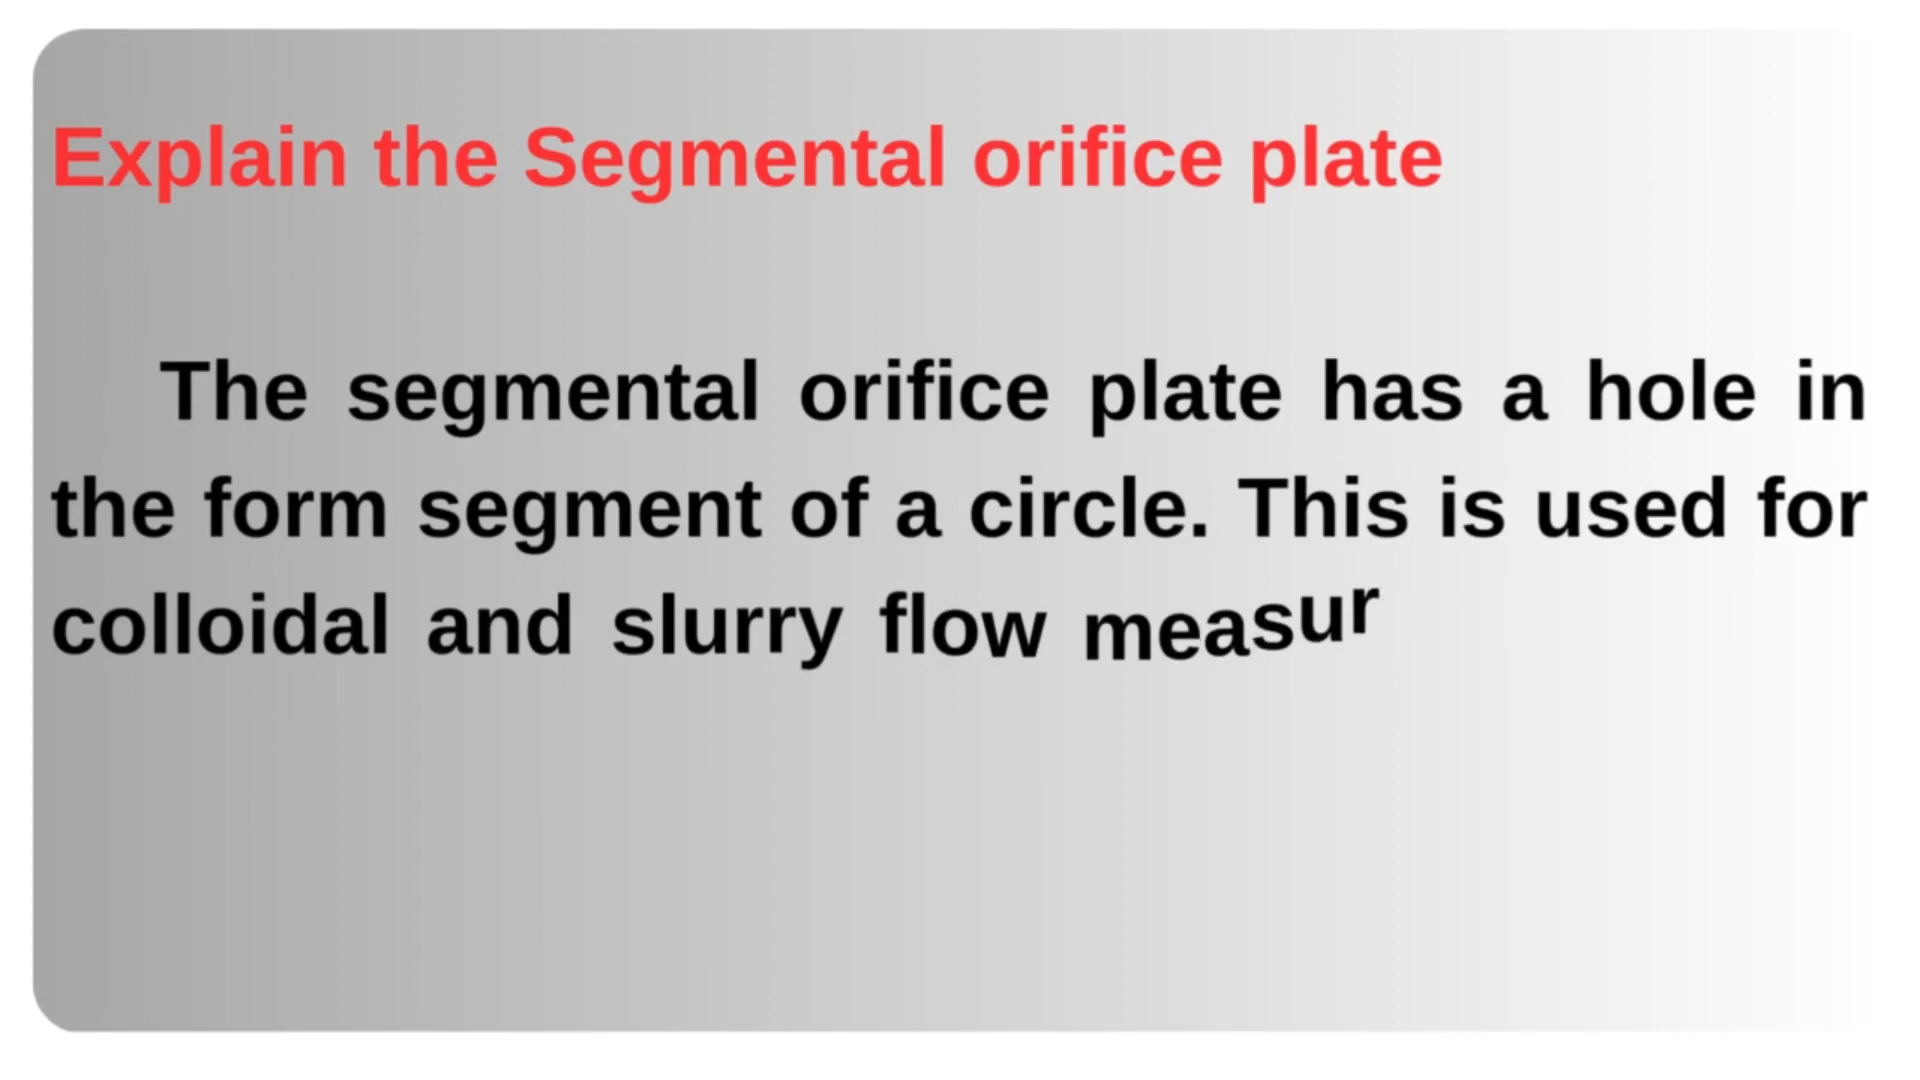 Explain the Segmental orifice plate
The segmental orifice plate has a hole in
the form segment of a circle. This is used for
colloidal and slurry flow measur